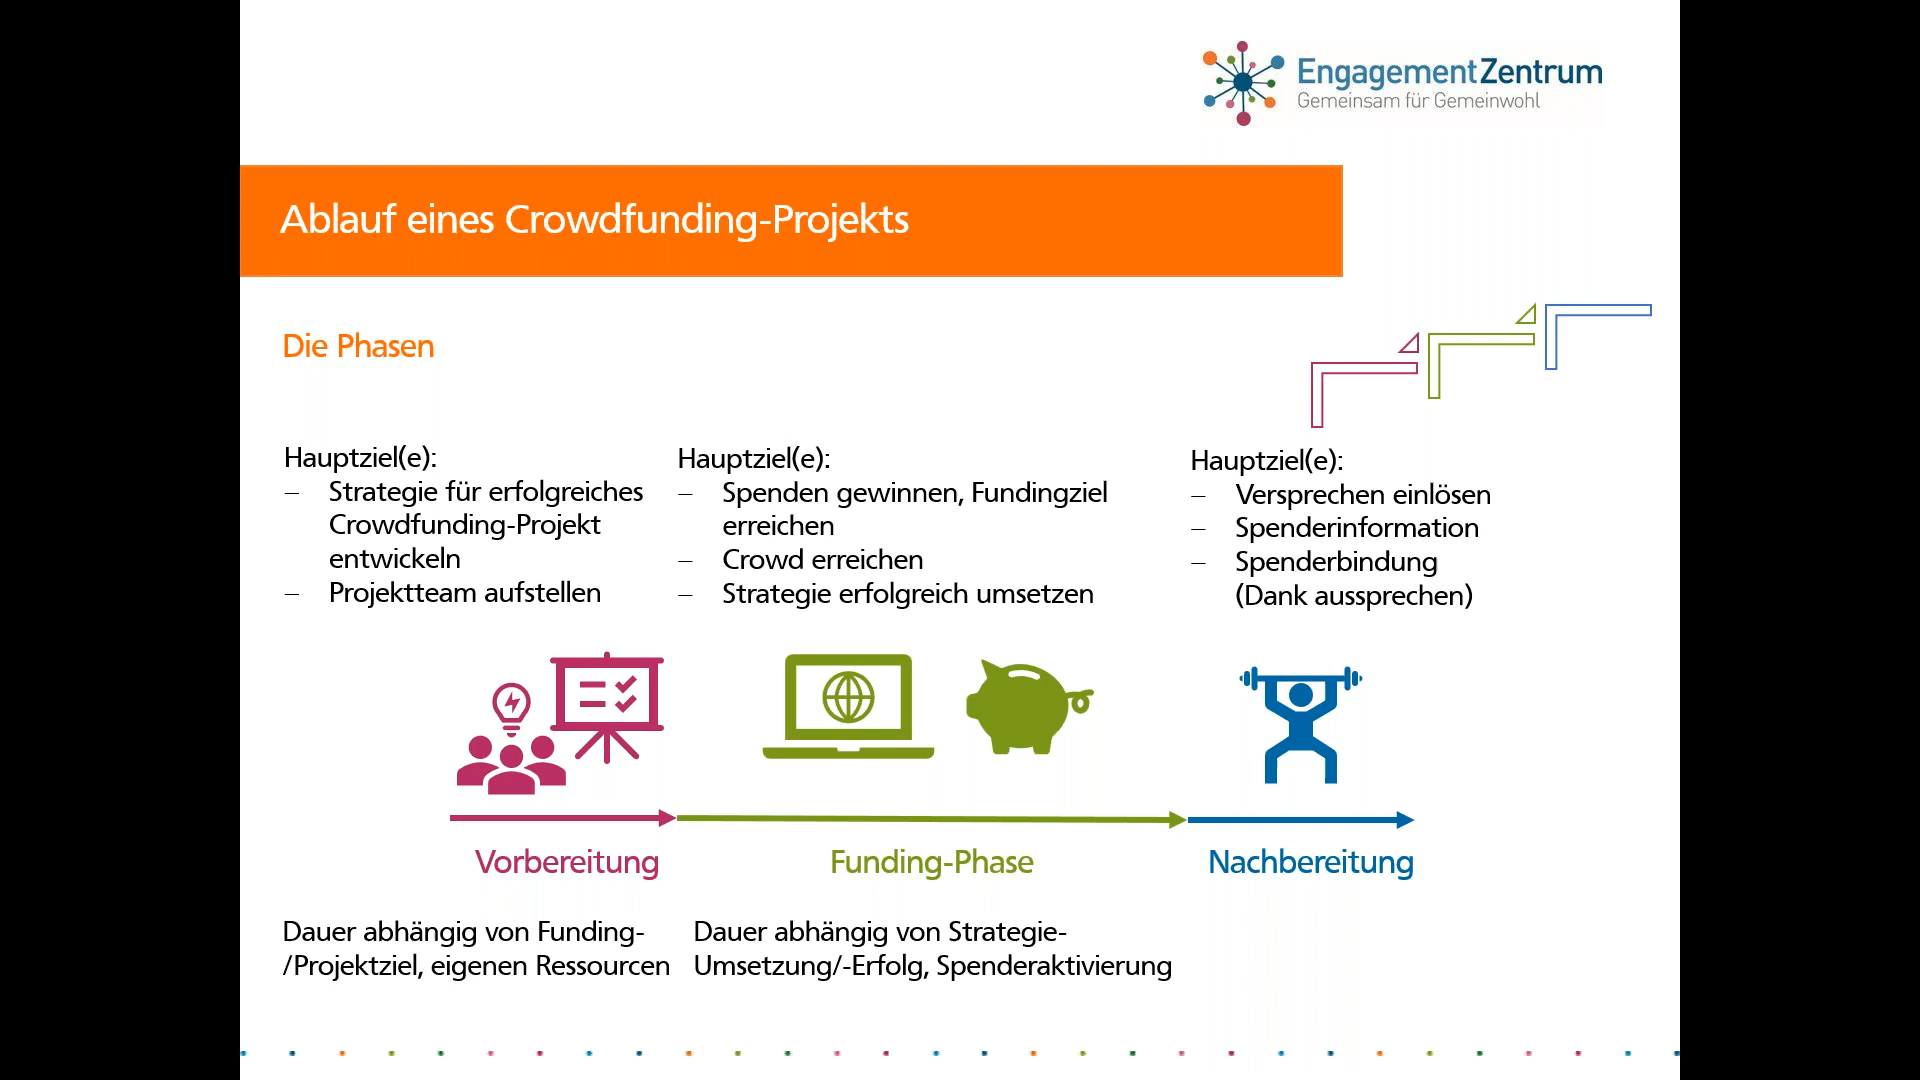 EngagementZentrum
Gemeinsam für Gemeinwohl
Ablauf eines Crowdfunding-Projekts
Die Phasen
Hauptziel(e):
– Strategie für erfolgreiches
Crowdfunding-Projekt
entwickeln
– Projektteam aufstellen
Hauptziel(e):
– Spenden gewinnen, Fundingziel
erreichen
– Crowd erreichen
– Strategie erfolgreich umsetzen
Hauptziel(e):
– Versprechen einlösen
– Spenderinformation
– Spenderbindung
(Dank aussprechen)
Vorbereitung
Funding-Phase
Nachbereitung
Dauer abhängig von Funding-
/Projektziel, eigenen Ressourcen
Dauer abhängig von Strategie-
Umsetzung/-Erfolg, Spenderaktivierung